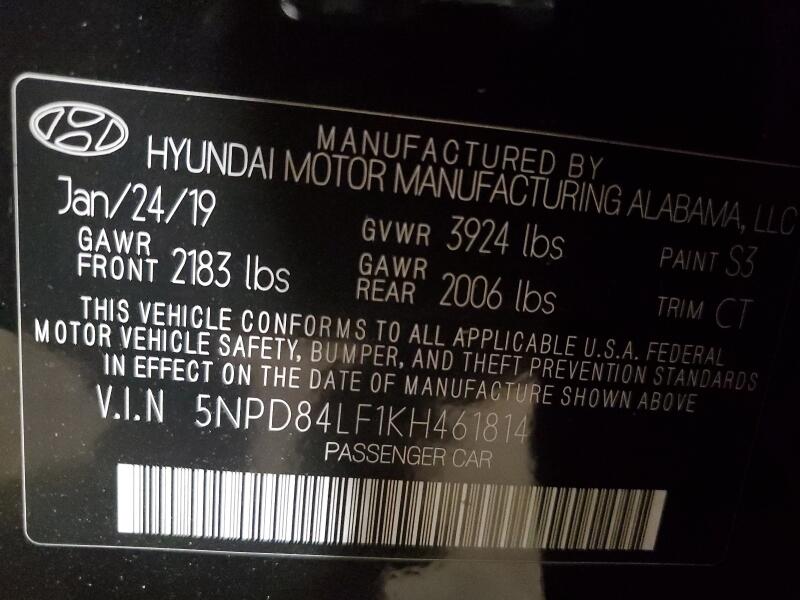 MANUFACTURED BY
HYUNDAI MOTOR MANUFACTURING ALABAMA, LLC
Jan/24/19
GAWR FRONT 2183 lbs
GVWR 3924 lbs
GAWR REAR 2006 lbs
PAINT S3
TRIM CT
THIS VEHICLE CONFORMS TO ALL APPLICABLE U.S.A. FEDERAL
MOTOR VEHICLE SAFETY, BUMPER, AND THEFT PREVENTION STANDARDS
IN EFFECT ON THE DATE OF MANUFACTURE SHOWN ABOVE
V.I.N 5NPD84LF1KH461814
PASSENGER CAR